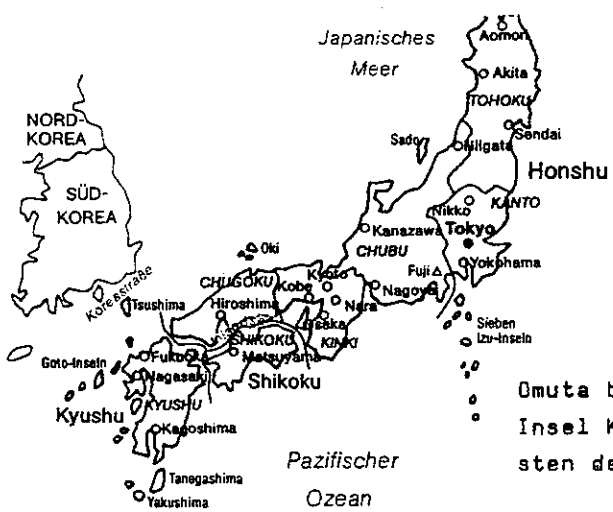 Japanisches
Meer
Aomori
Akita
TOHOKU
Sendai
Niigata
Sado
Honshu
NORD-
KOREA
SÜD-
KOREA
Koreastraße
Nikko
KANTO
Tokyo
Kanazawa
CHUBU
Fuji
Yokohama
Oki
Tsushima
CHUGOKU
Kyoto
Kobe
Nagoya
Nara
Hiroshima
Osaka
KINKI
Sieben
Izu-Inseln
SHIKOKU
Matsuyama
Shikoku
Goto-Inseln
Fukuoka
Nagasaki
Kyushu
KYUSHU
Kagoshima
Tanegashima
Yakushima
Pazifischer
Ozean
Omuta b
Insel K
sten de